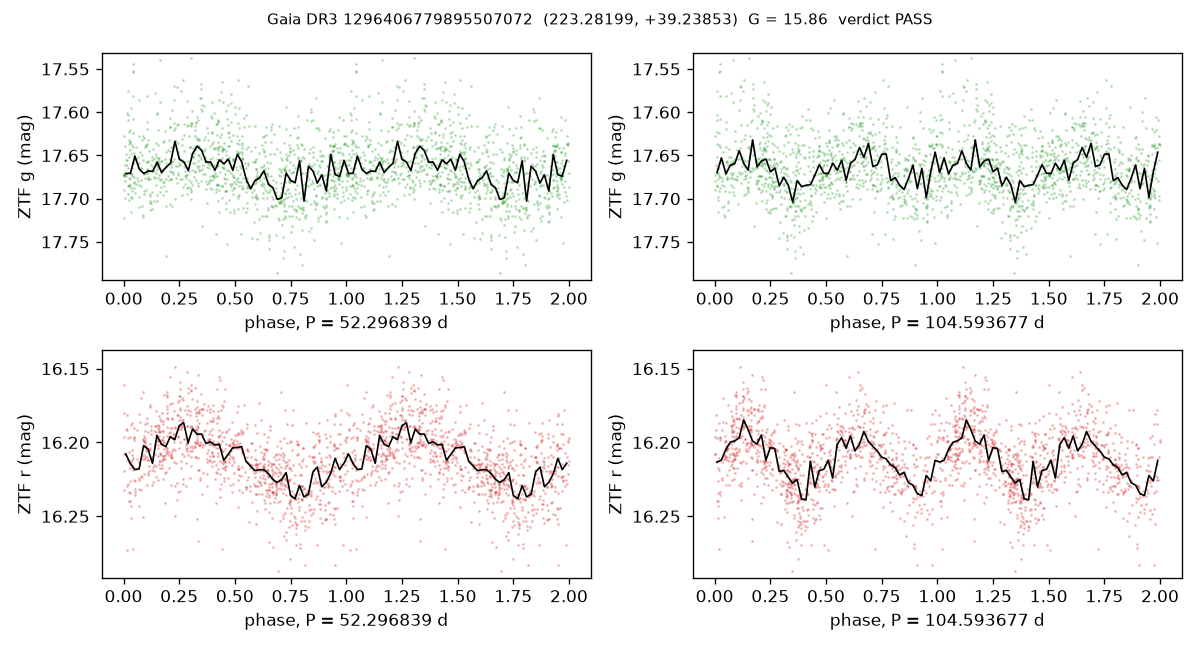 Gaia DR3 1296406779895507072 (223.28199, +39.23853) G = 15.86 verdict PASS
ZTF g (mag)
17.55
17.60
17.65
17.70
17.75
0.00 0.25 0.50 0.75 1.00 1.25 1.50 1.75 2.00
phase, P = 52.296839 d
ZTF g (mag)
17.55
17.60
17.65
17.70
17.75
0.00 0.25 0.50 0.75 1.00 1.25 1.50 1.75 2.00
phase, P = 104.593677 d
ZTF r (mag)
16.15
16.20
16.25
0.00 0.25 0.50 0.75 1.00 1.25 1.50 1.75 2.00
phase, P = 52.296839 d
ZTF r (mag)
16.15
16.20
16.25
0.00 0.25 0.50 0.75 1.00 1.25 1.50 1.75 2.00
phase, P = 104.593677 d